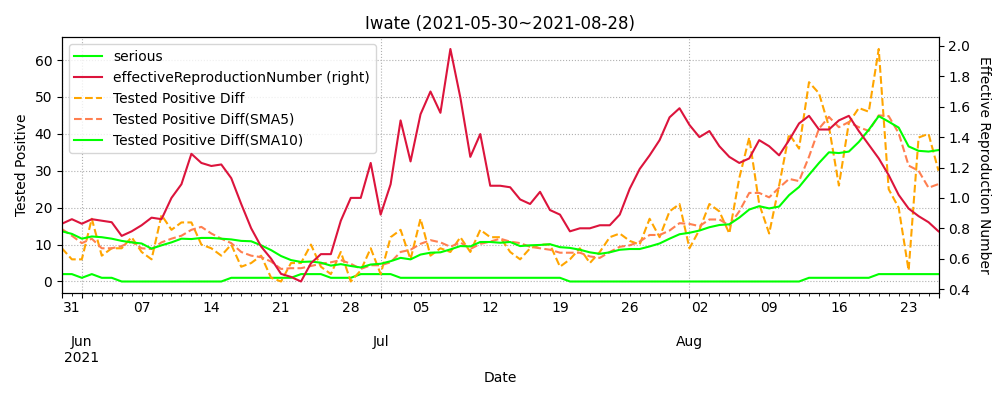 Iwate (2021-05-30~2021-08-28)
serious
effectiveReproductionNumber (right)
Tested Positive Diff
Tested Positive Diff(SMA5)
Tested Positive Diff(SMA10)
Tested Positive
60
50
40
30
20
10
0
2.0
1.8
1.6
1.4
1.2
1.0
0.8
0.6
0.4
Effective Reproduction Number
31 07 14 21 28 05 12 19 26 02 09 16 23
Jun Jul Aug
2021
Date